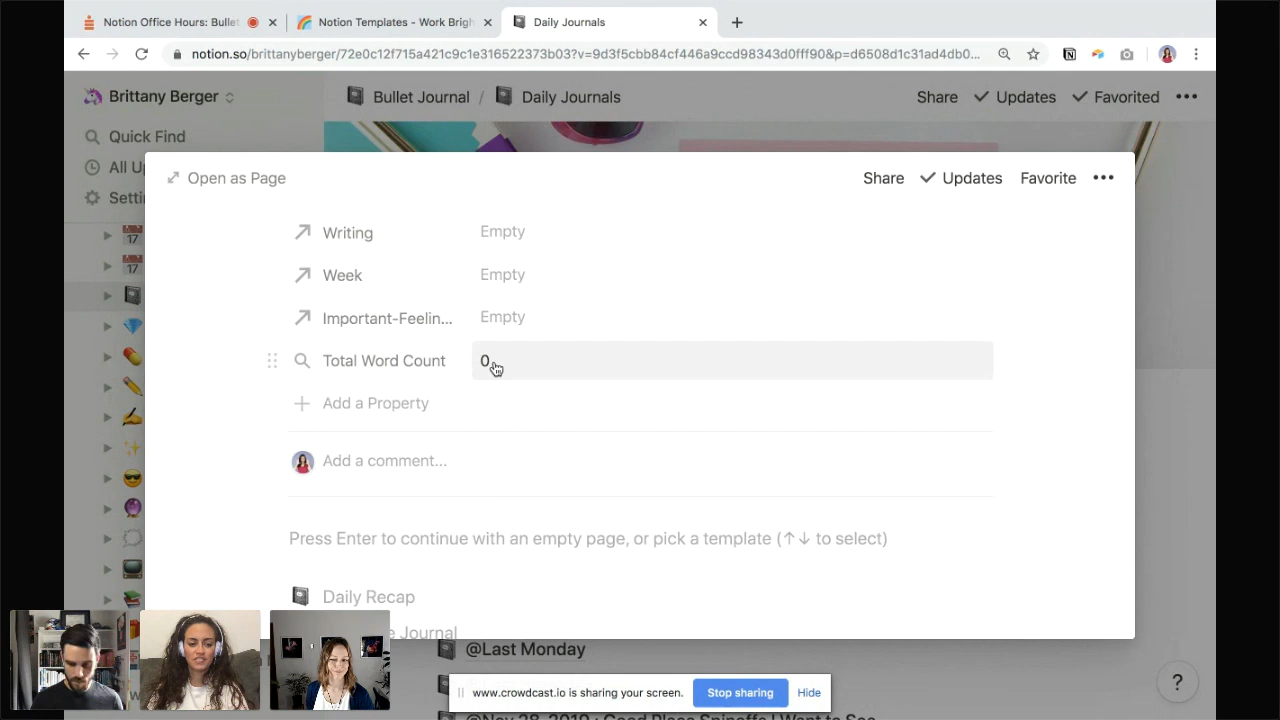 Notion Office Hours: Bullet
Notion Templates - Work Brigh
Daily Journals
notion.so/brittanyberger/72e0c12f715a421c9c1e316522373b03?v=9d3f5cbb84cf446a9ccd98343d0fff90&p=d6508d1c31ad4db0...
Brittany Berger
Bullet Journal / Daily Journals
Share Updates Favorited
Quick Find
All Up
Setti
Open as Page
Share Updates Favorite
Writing Empty
Week Empty
Important-Feelin... Empty
Total Word Count 0
Add a Property
Add a comment...
Press Enter to continue with an empty page, or pick a template (↑↓ to select)
Daily Recap
e Journal
@Last Monday
www.crowdcast.io is sharing your screen. Stop sharing Hide
?